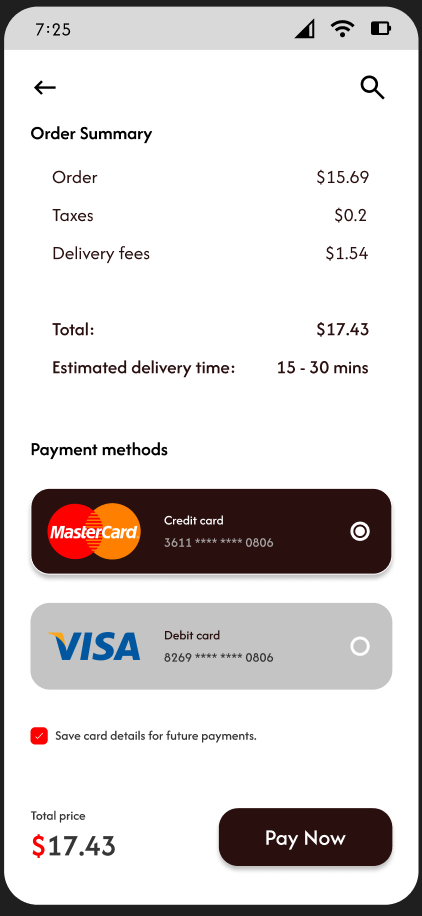 7:25
Order Summary
Order $15.69
Taxes $0.2
Delivery fees $1.54
Total: $17.43
Estimated delivery time: 15 - 30 mins
Payment methods
MasterCard
Credit card
3611 **** **** 0806
VISA
Debit card
8269 **** **** 0806
Save card details for future payments.
Total price
$17.43
Pay Now